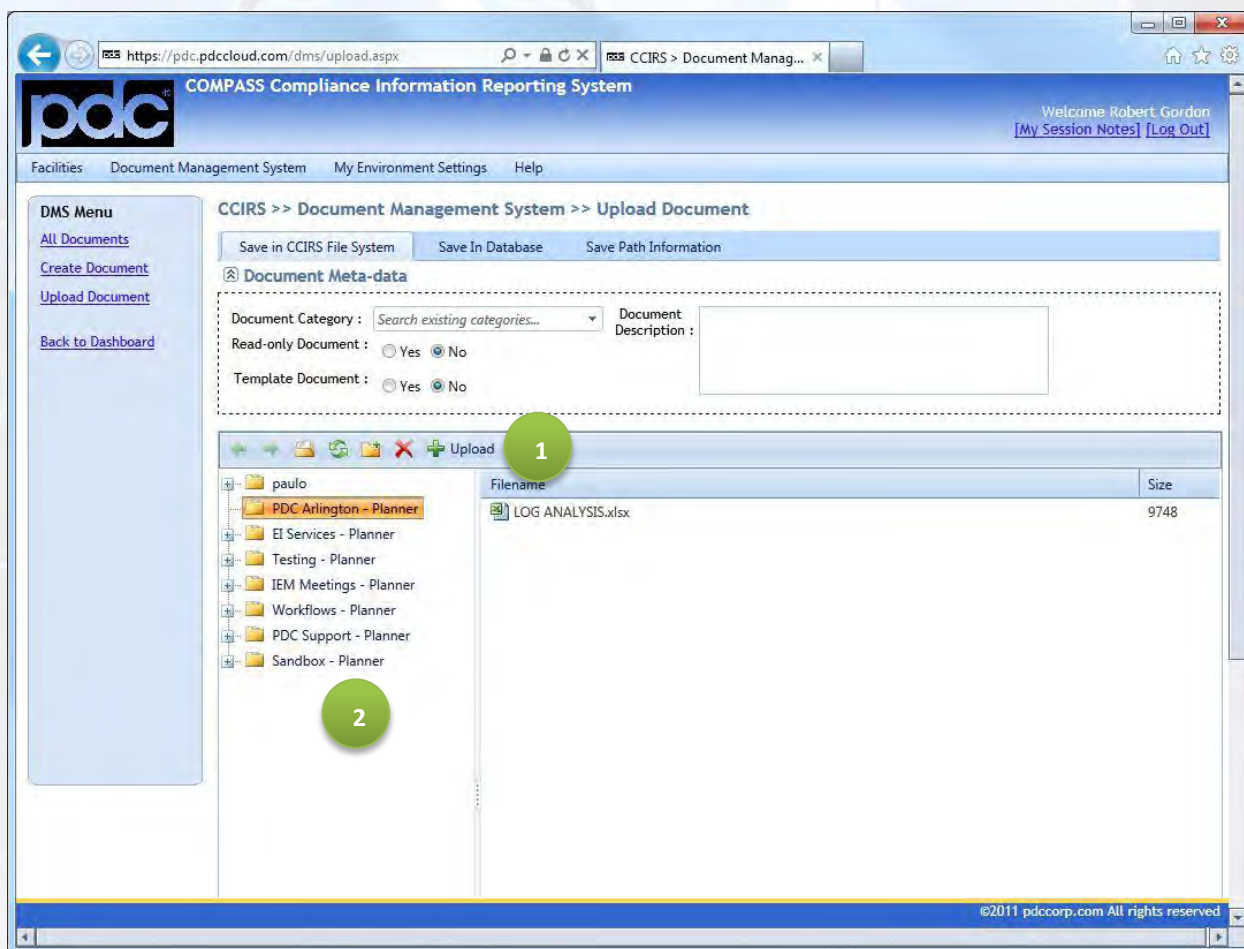 https://pdc.pdccloud.com/dms/upload.aspx
CCIRS > Document Manag...
pdc®
COMPASS Compliance Information Reporting System
Welcome Robert Gordon
[My Session Notes] [Log Out]
Facilities Document Management System My Environment Settings Help
DMS Menu
All Documents
Create Document
Upload Document
Back to Dashboard
CCIRS >> Document Management System >> Upload Document
Save in CCIRS File System Save In Database Save Path Information
Document Meta-data
Document Category : Search existing categories...
Read-only Document : Yes No
Template Document : Yes No
Document
Description :
Upload
1
paulo
PDC Arlington - Planner
EI Services - Planner
Testing - Planner
IEM Meetings - Planner
Workflows - Planner
PDC Support - Planner
Sandbox - Planner
2
Filename Size
LOG ANALYSIS.xlsx 9748
©2011 pdccorp.com All rights reserved